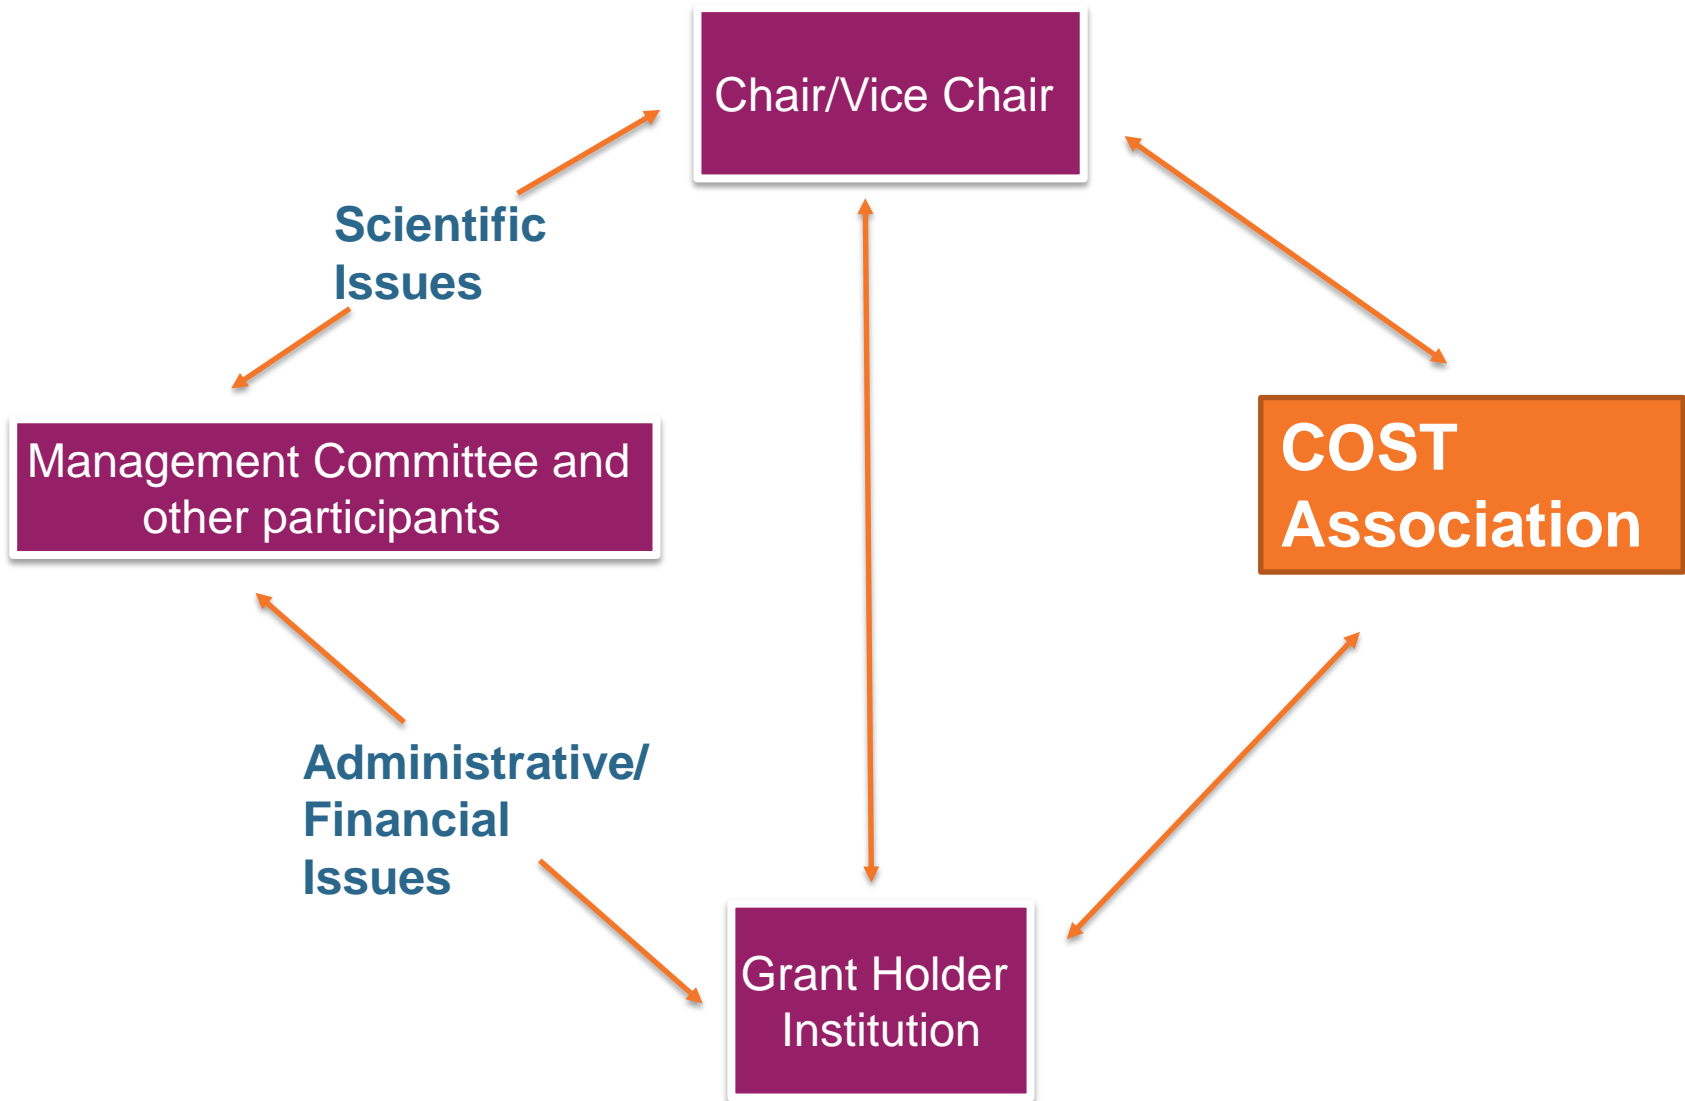 Chair/Vice Chair
Scientific
Issues
Management Committee and
other participants
COST
Association
Administrative/
Financial
Issues
Grant Holder
Institution